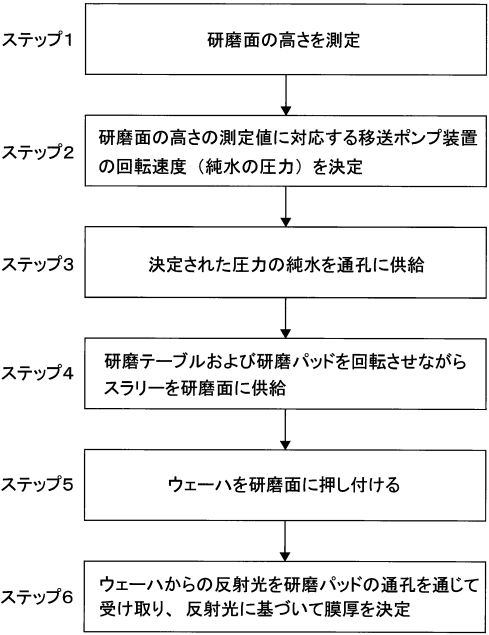 ステップ1
研磨面の高さを測定
ステップ2
研磨面の高さの測定値に対応する移送ポンプ装置
の回転速度（純水の圧力）を決定
ステップ3
決定された圧力の純水を通孔に供給
ステップ4
研磨テーブルおよび研磨パッドを回転させながら
スラリーを研磨面に供給
ステップ5
ウェーハを研磨面に押し付ける
ステップ6
ウェーハからの反射光を研磨パッドの通孔を通じて
受け取り、反射光に基づいて膜厚を決定